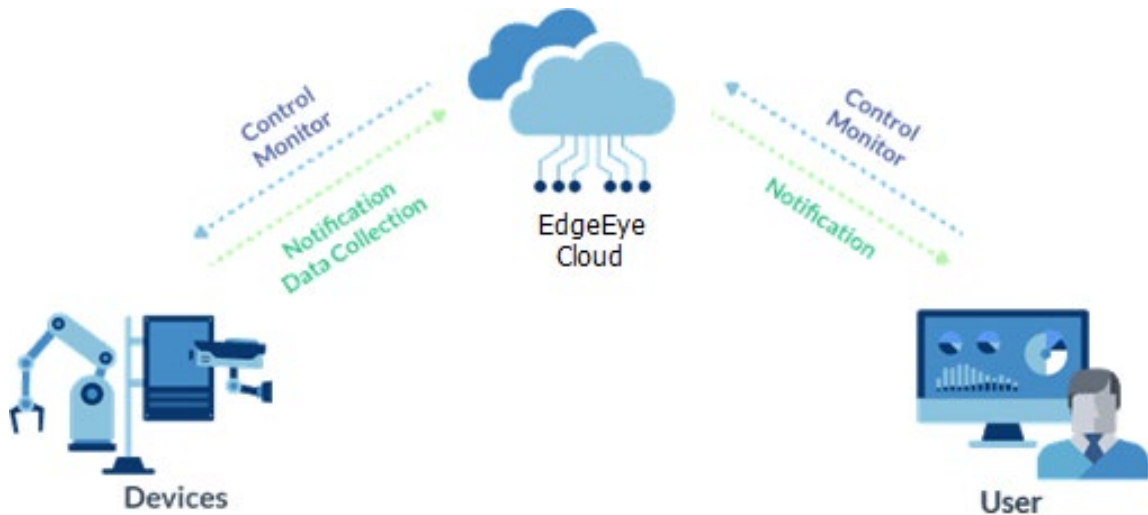 Control
Monitor
Notification
Data Collection
EdgeEye
Cloud
Control
Monitor
Notification
Devices
User